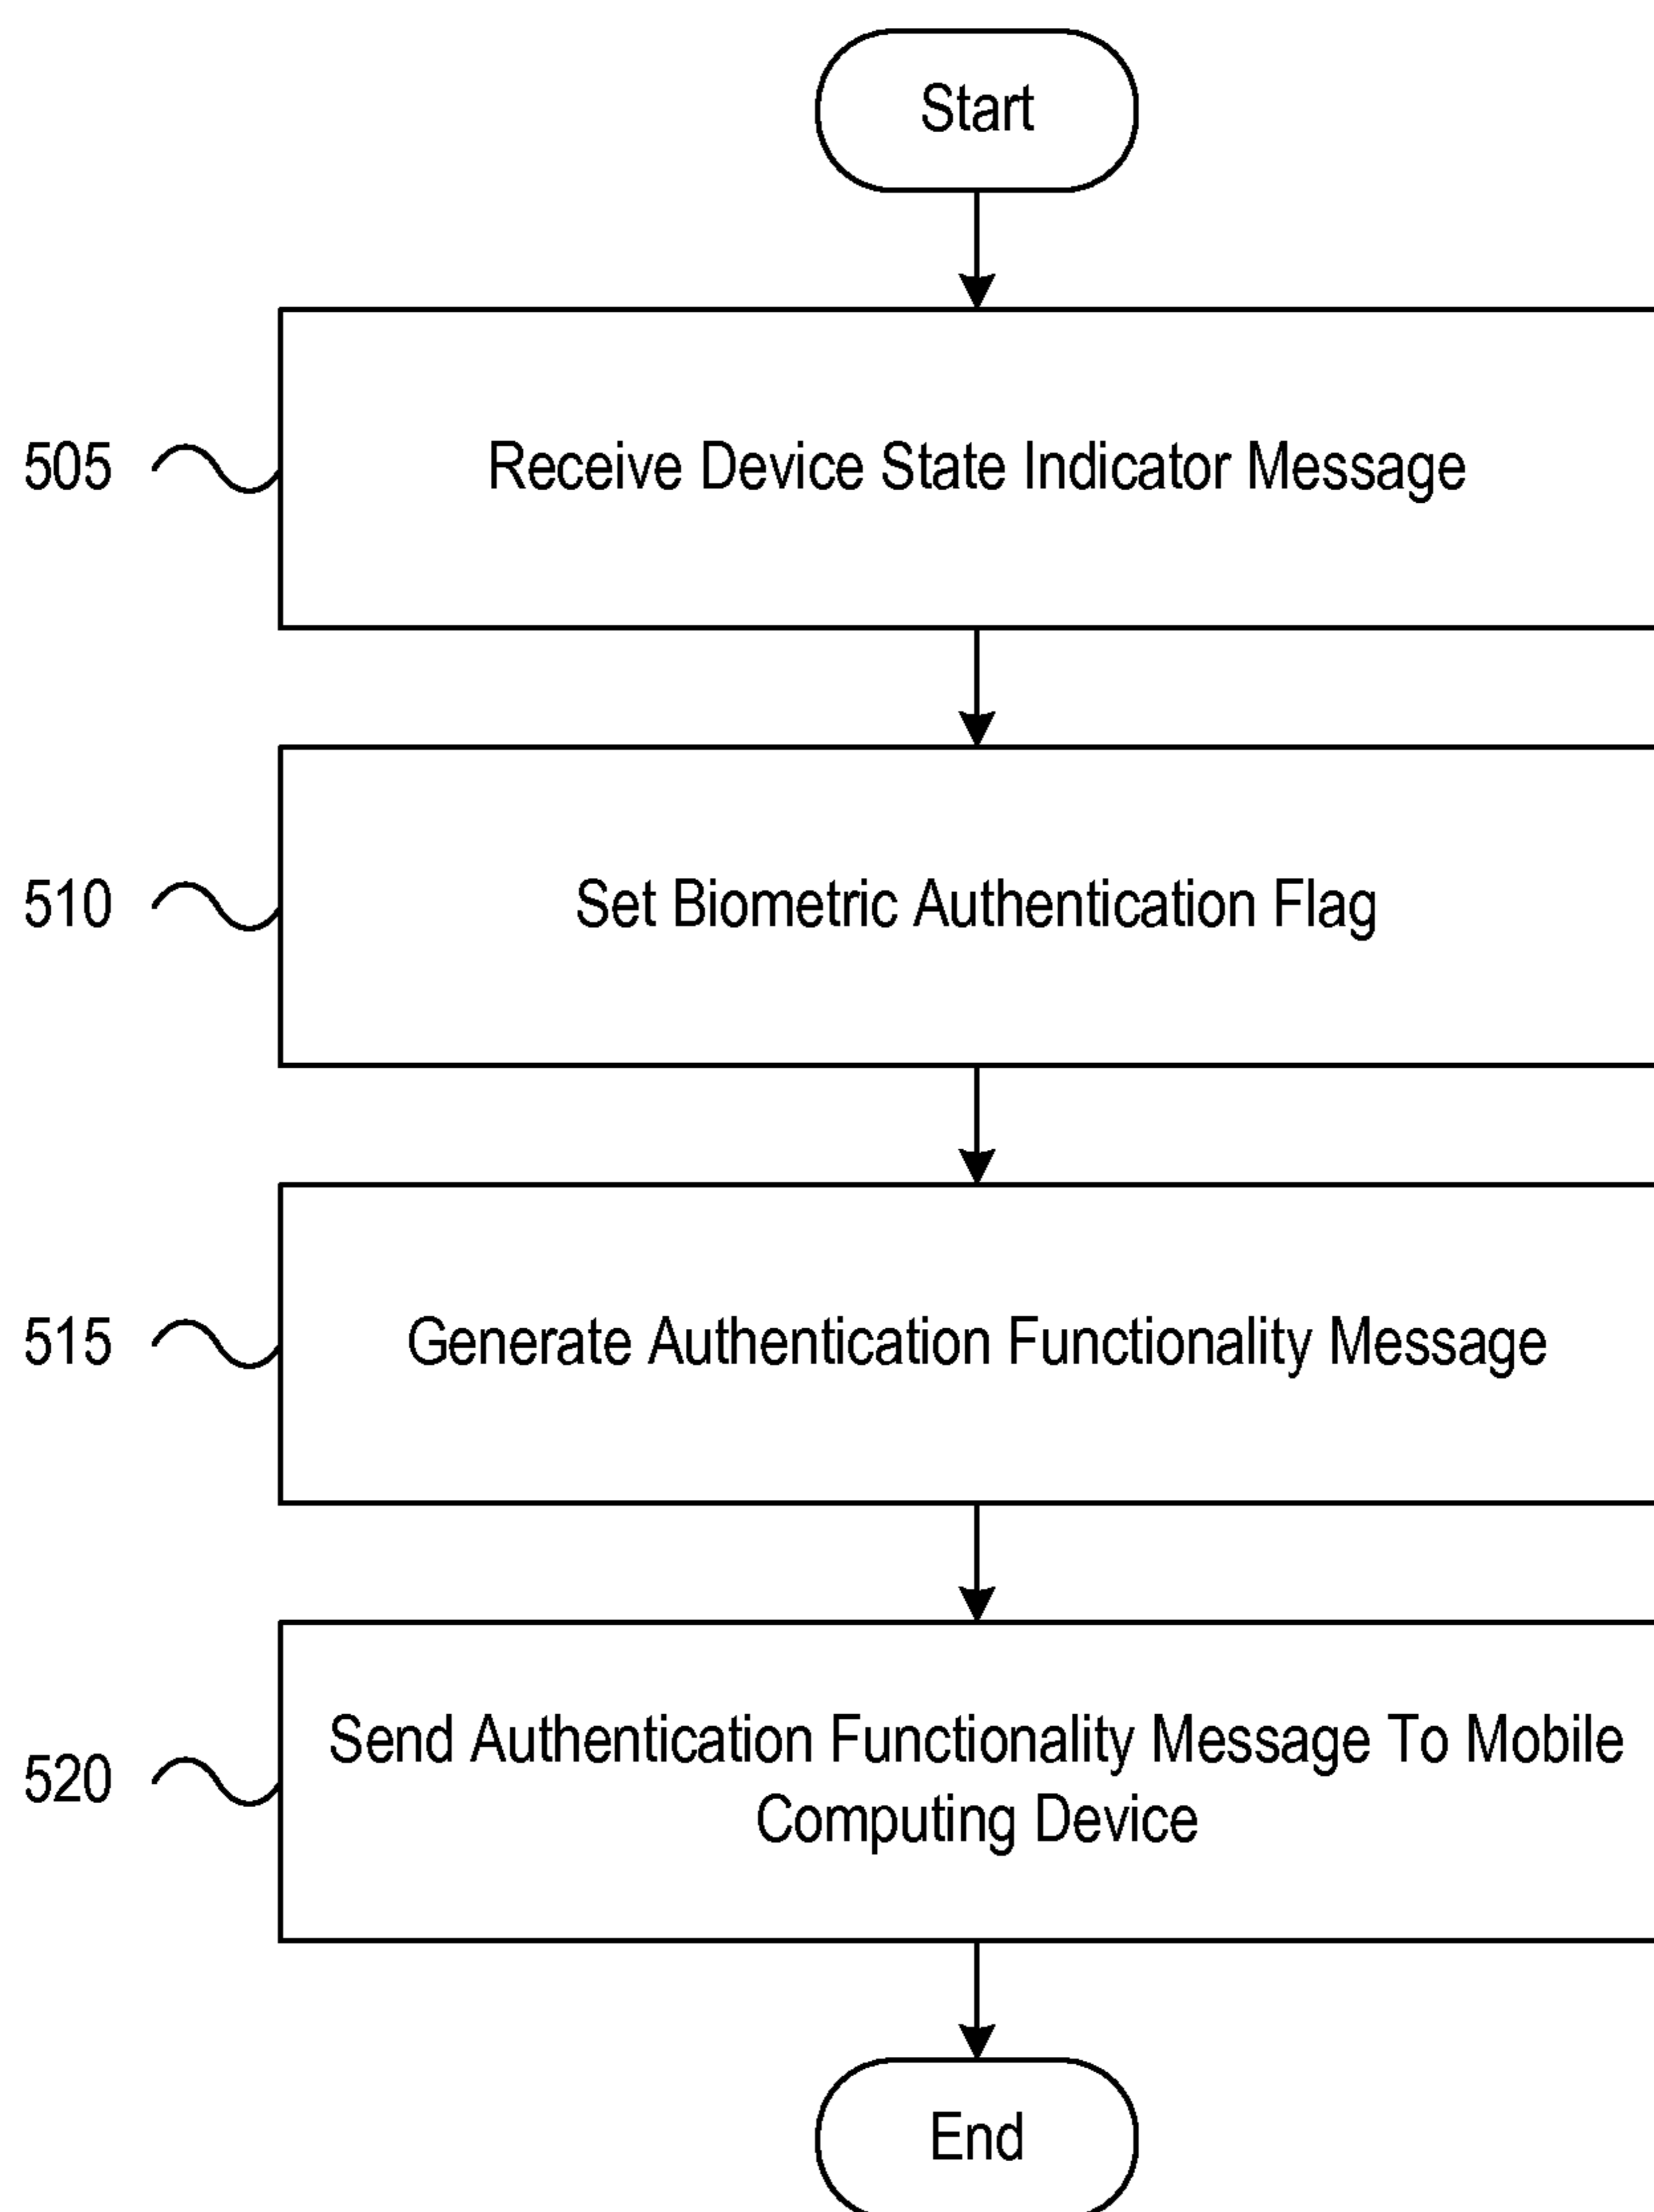 Start
505
Receive Device State Indicator Message
510
Set Biometric Authentication Flag
515
Generate Authentication Functionality Message
520
Send Authentication Functionality Message To Mobile
Computing Device
End